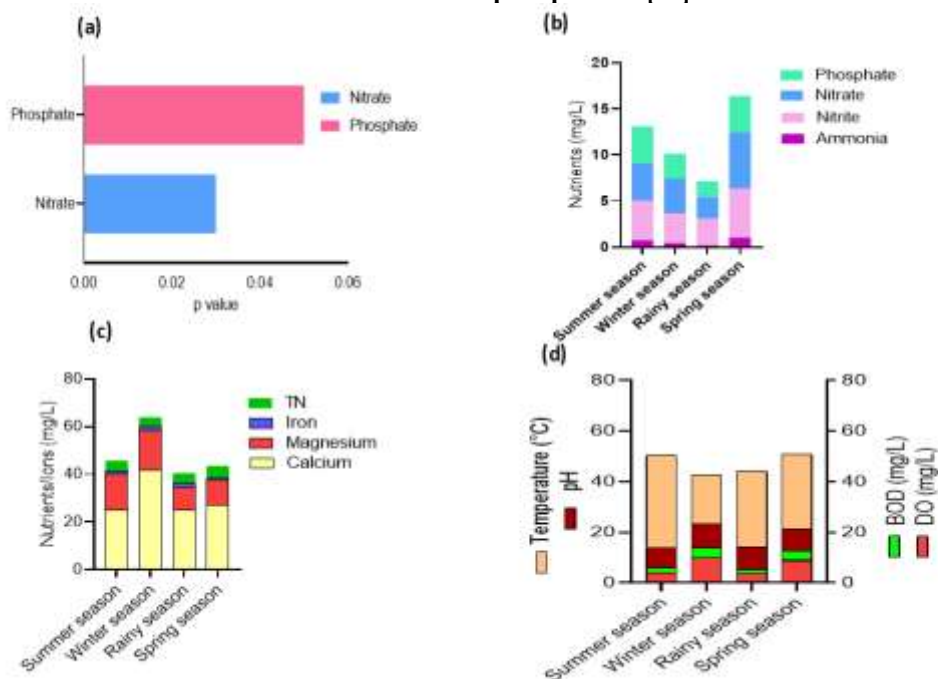 (a)
Phosphate
Nitrate
Nitrate
Phosphate
0.00
0.02
0.04
0.06
p value
(b)
20
15
10
5
0
Nutrients (mg/L)
Phosphate
Nitrate
Nitrite
Ammonia
Summer season
Winter season
Rainy season
Spring season
(c)
80
60
40
20
0
Nutrients/ions (mg/L)
TN
Iron
Magnesium
Calcium
Summer season
Winter season
Rainy season
Spring season
(d)
80
60
40
20
0
80
60
40
20
0
Temperature (°C)
pH
BOD (mg/L)
DO (mg/L)
Summer season
Winter season
Rainy season
Spring season